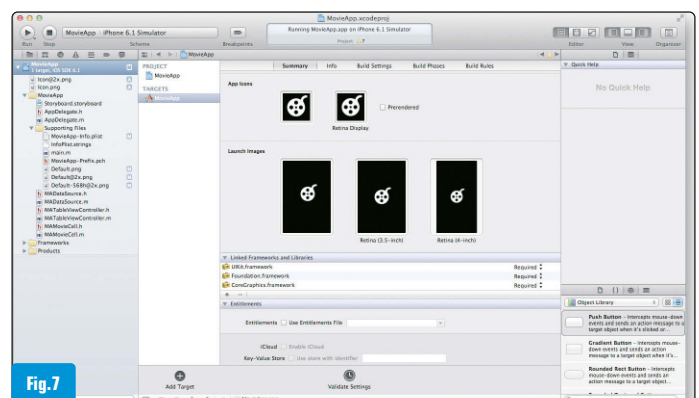 MovieApp.xcodeproj
MovieApp iPhone 6.1 Simulator
Running MovieApp.app on iPhone 6.1 Simulator
Project 7
Run Stop Scheme Breakpoints Editor View Organizer
MovieApp
MovieApp
1 target, iOS SDK 6.1
Icon@2x.png
Icon.png
MovieApp
Storyboard.storyboard
AppDelegate.h
AppDelegate.m
Supporting Files
MovieApp-Info.plist
InfoPlist.strings
main.m
MovieApp-Prefix.pch
Default.png
Default@2x.png
Default-568h@2x.png
MADataSource.h
MADataSource.m
MATableViewController.h
MATableViewController.m
MAMovieCell.h
MAMovieCell.m
Frameworks
Products
PROJECT
MovieApp
TARGETS
MovieApp
Summary Info Build Settings Build Phases Build Rules
App Icons
Prerendered
Retina Display
Launch Images
Retina (3.5-inch) Retina (4-inch)
Linked Frameworks and Libraries
UIKit.framework Required
Foundation.framework Required
CoreGraphics.framework Required
Entitlements
Entitlements Use Entitlements File
iCloud Enable iCloud
Key-Value Store Use store with identifier
Add Target Validate Settings
Quick Help
No Quick Help
Object Library
Push Button - Intercepts mouse-down
events and sends an action message to a
target object when it's clicked or...
Gradient Button - Intercepts mouse-
down events and sends an action
message to a target object when it's...
Rounded Rect Button - Intercepts
mouse-down events and sends an
action message to a target object...
Fig.7